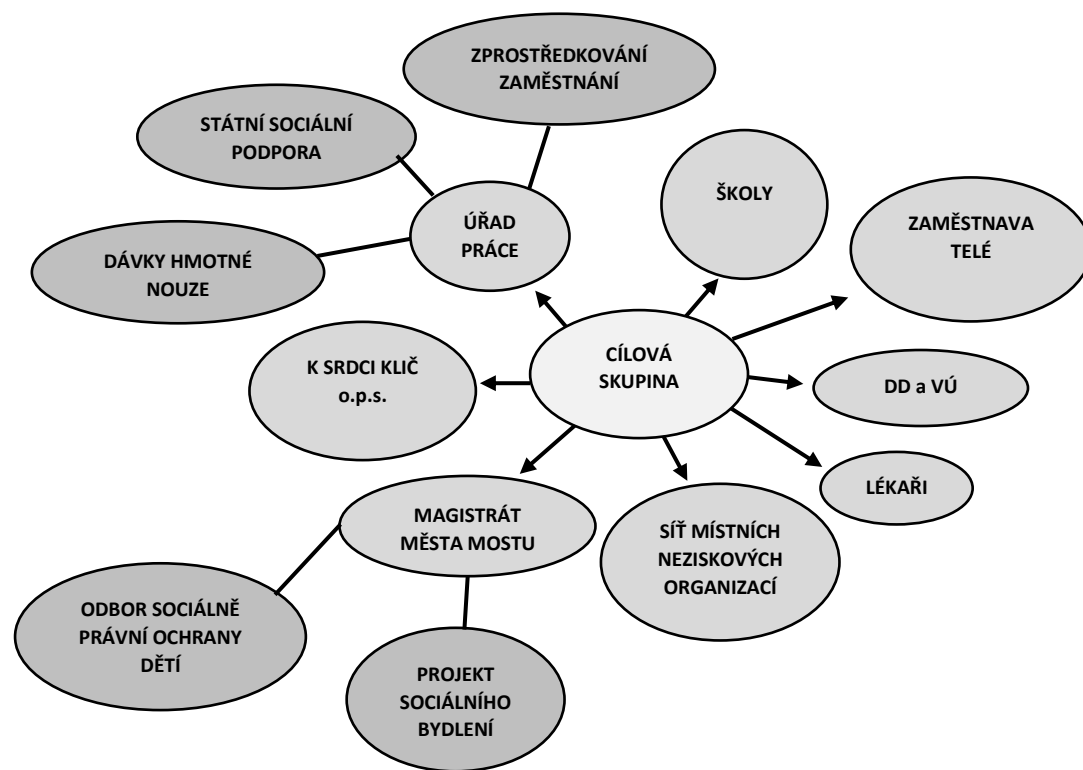 ZPROSTŘEDKOVÁNÍ
ZAMĚSTNÁNÍ
STÁTNÍ SOCIÁLNÍ
PODPORA
ŠKOLY
ÚŘAD
PRÁCE
ZAMĚSTNAVA
TELÉ
DÁVKY HMOTNÉ
NOUZE
CÍLOVÁ
SKUPINA
K SRDCI KLIČ
o.p.s.
DD a VÚ
LÉKAŘI
MAGISTRÁT
MĚSTA MOSTU
SÍŤ MÍSTNÍCH
NEZISKOVÝCH
ORGANIZACÍ
ODBOR SOCIÁLNĚ
PRÁVNÍ OCHRANY
DĚTÍ
PROJEKT
SOCIÁLNÍHO
BYDLENÍ